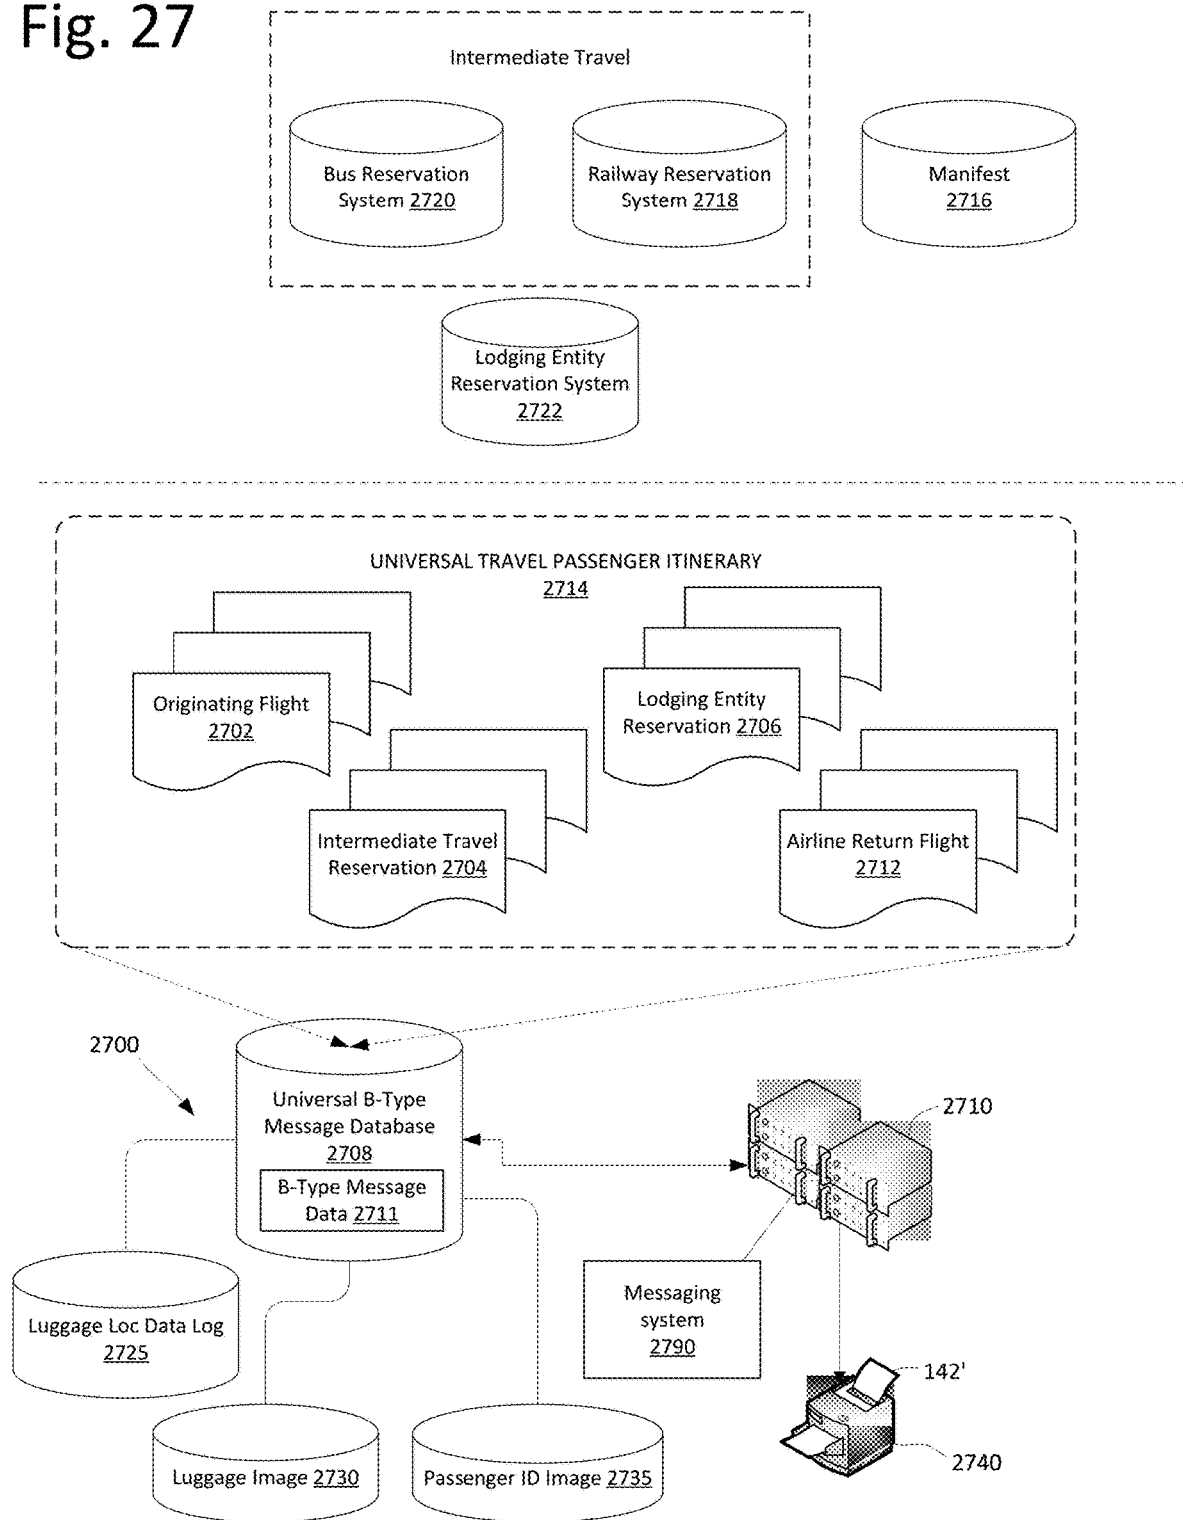 Fig. 27
Intermediate Travel
Bus Reservation
System 2720
Railway Reservation
System 2718
Manifest
2716
Lodging Entity
Reservation System
2722
UNIVERSAL TRAVEL PASSENGER ITINERARY
2714
Originating Flight
2702
Lodging Entity
Reservation 2706
Intermediate Travel
Reservation 2704
Airline Return Flight
2712
2700
Universal B-Type
Message Database
2708
B-Type Message
Data 2711
2710
Luggage Loc Data Log
2725
Messaging
system
2790
142'
2740
Luggage Image 2730
Passenger ID Image 2735